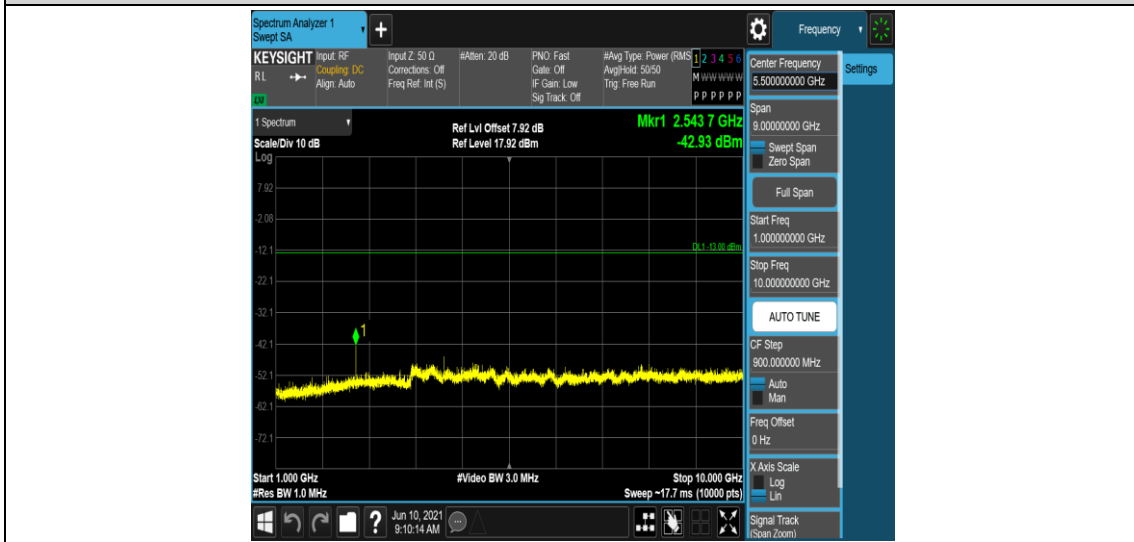 Spectrum Analyzer 1
Swept SA
+
Frequency
KEYSIGHT
RL
Input: RF
Coupling: DC
Align: Auto
Input Z: 50 Ω
Corrections: Off
Freq Ref: Int (S)
#Atten: 20 dB
PNO: Fast
Gate: Off
IF Gain: Low
Sig Track: Off
#Avg Type: Power (RMS
Avg|Hold: 50/50
Trig: Free Run
1 2 3 4 5 6
M W W W W W
P P P P P P
1 Spectrum
Scale/Div 10 dB
Log
Ref Lvl Offset 7.92 dB
Ref Level 17.92 dBm
Mkr1 2.543 7 GHz
-42.93 dBm
7.92
-2.08
-12.1
-22.1
-32.1
-42.1
-52.1
-62.1
-72.1
DL1 -13.00 dBm
1
Start 1.000 GHz
#Res BW 1.0 MHz
#Video BW 3.0 MHz
Stop 10.000 GHz
Sweep ~17.7 ms (10000 pts)
Center Frequency
5.500000000 GHz
Settings
Span
9.00000000 GHz
Swept Span
Zero Span
Full Span
Start Freq
1.000000000 GHz
Stop Freq
10.000000000 GHz
AUTO TUNE
CF Step
900.000000 MHz
Auto
Man
Freq Offset
0 Hz
X Axis Scale
Log
Lin
Signal Track
(Span Zoom)
?
Jun 10, 2021
9:10:14 AM